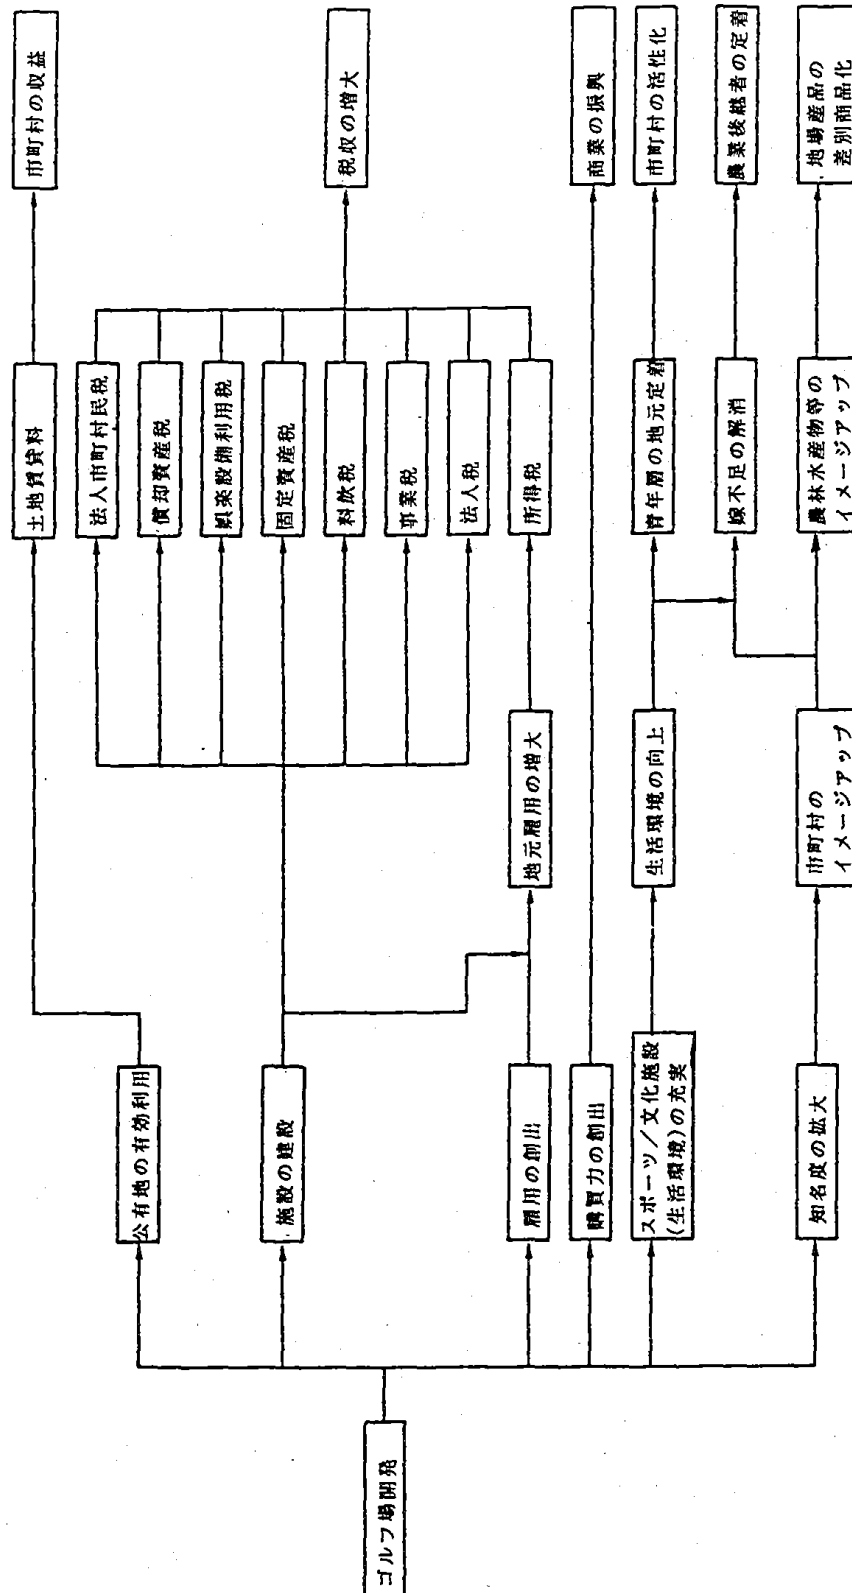 ゴルフ場開発
公有地の有効利用
施設の建設
雇用の創出
購買力の創出
スポーツ/文化施設
(生活環境)の充実
知名度の拡大
地元雇用の増大
生活環境の向上
市町村の
イメージアップ
土地賃貸料
法人市町村民税
償却資産税
娯楽設備利用税
固定資産税
料飲税
事業税
法人税
所得税
青年層の地元定着
嫁不足の解消
農林水産物等の
イメージアップ
市町村の収益
税収の増大
商業の振興
市町村の活性化
農業後継者の定着
地場産品の
差別商品化